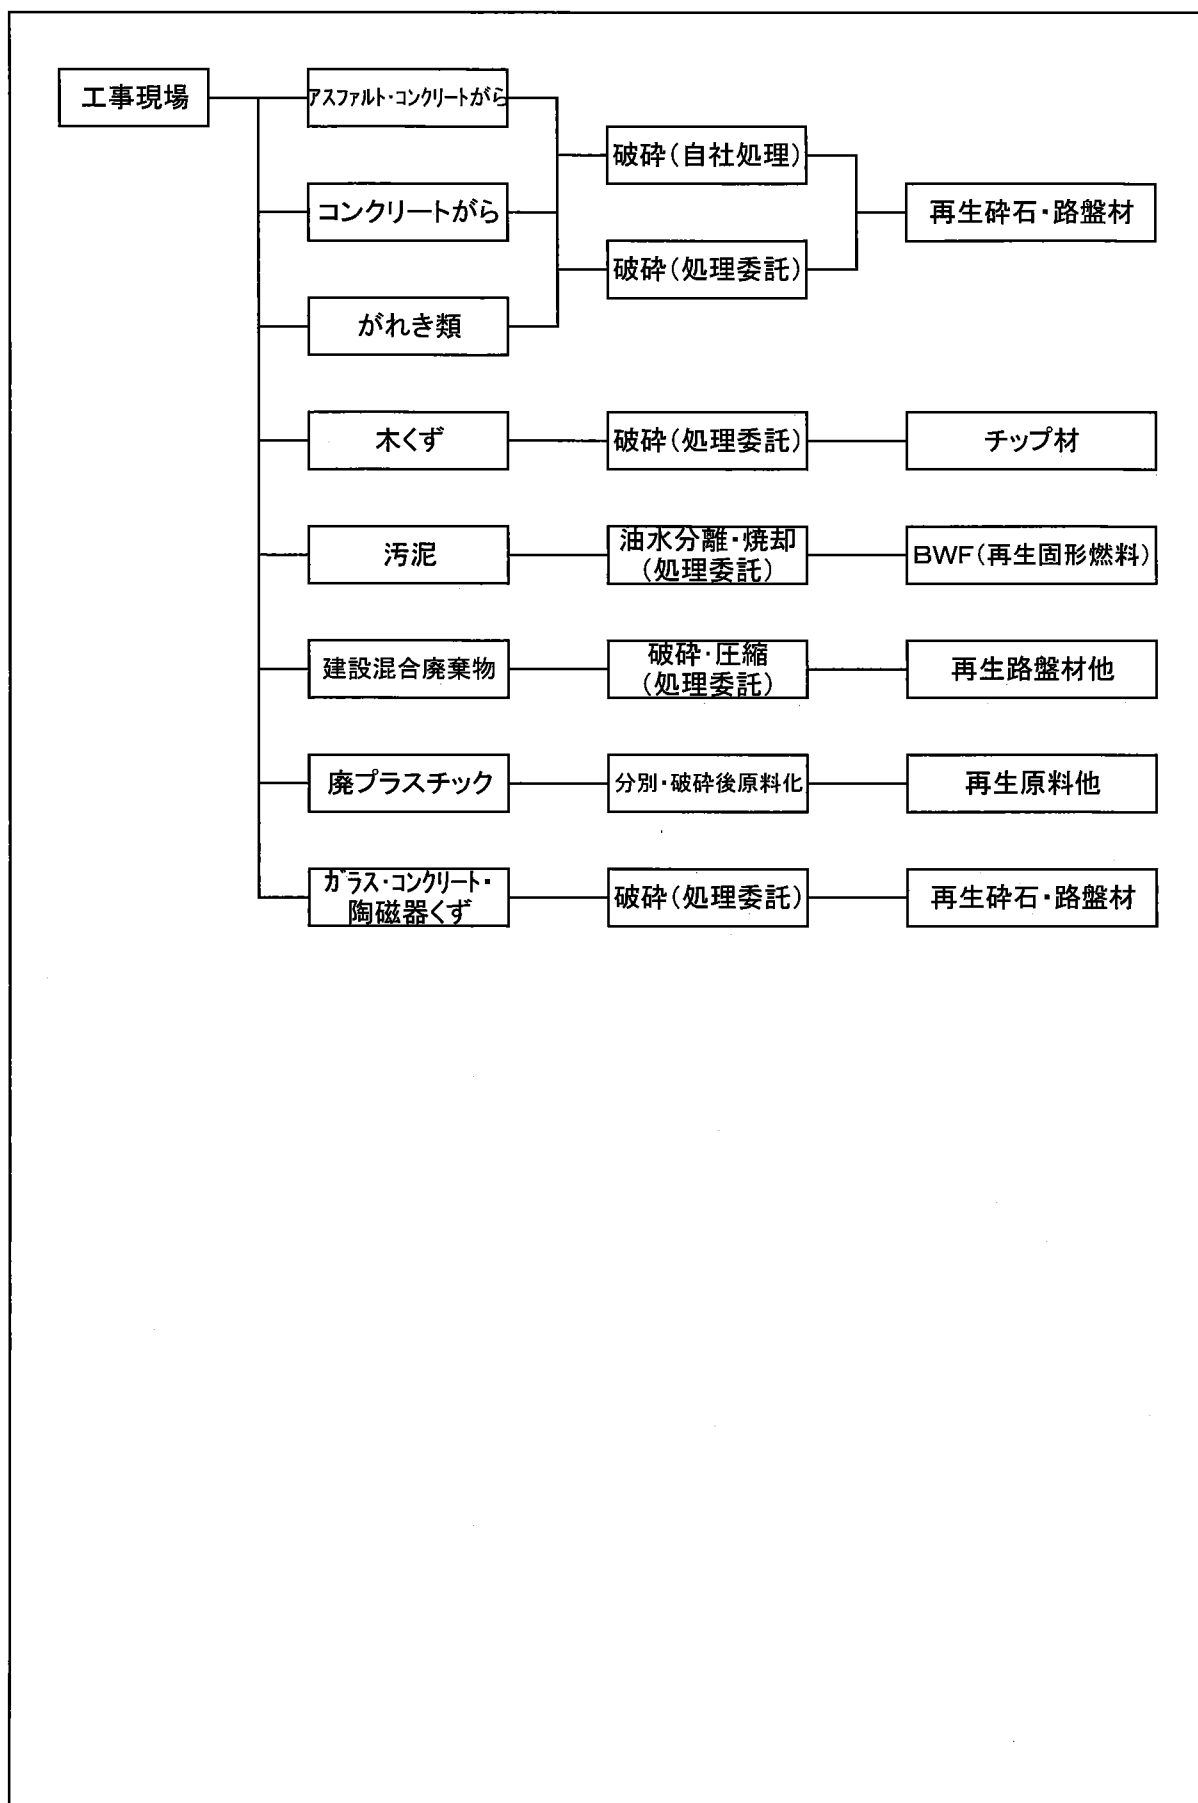 工事現場
アスファルト・コンクリートがら
破砕(自社処理)
コンクリートがら
再生砕石・路盤材
破砕(処理委託)
がれき類
木くず
破砕(処理委託)
チップ材
汚泥
油水分離・焼却
(処理委託)
BWF(再生固形燃料)
建設混合廃棄物
破砕・圧縮
(処理委託)
再生路盤材他
廃プラスチック
分別・破砕後原料化
再生原料他
ガラス・コンクリート・
陶磁器くず
破砕(処理委託)
再生砕石・路盤材